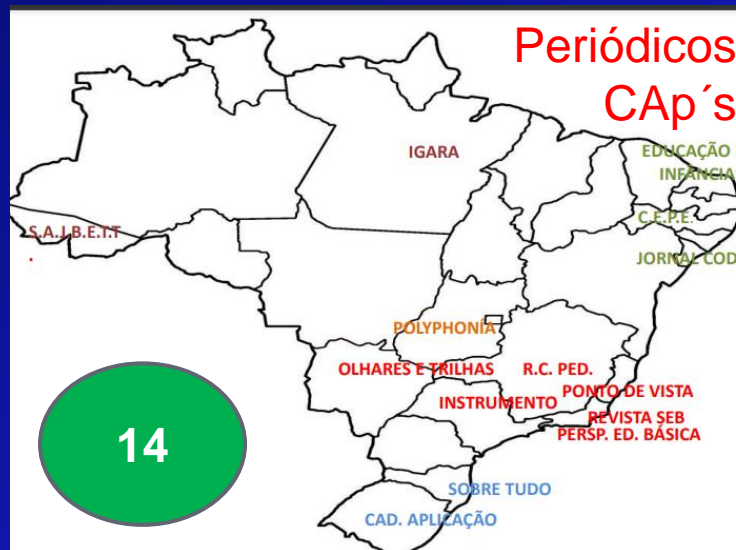 Periódicos
CAp´s
IGARA
EDUCAÇÃO
INFÂNCIA
S.A.J.B.E.T.T
.
C.E.P.E.
JORNAL COD
POLYPHONÍA
OLHARES E TRILHAS
R.C. PED.
PONTO DE VISTA
INSTRUMENTO
REVISTA SEB
PERSP. ED. BÁSICA
14
SOBRE TUDO
CAD. APLICAÇÃO